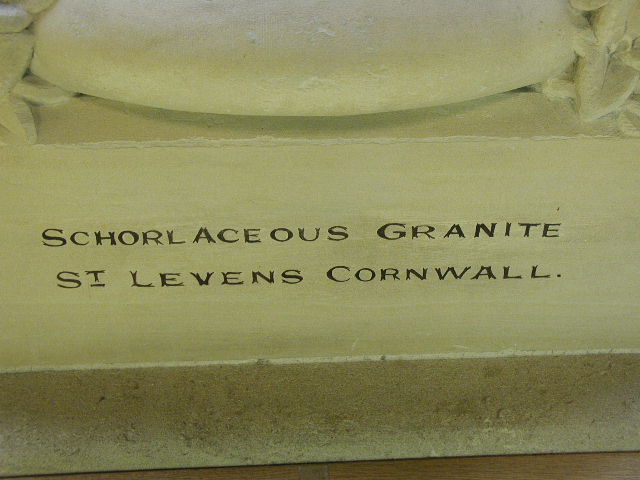 SCHORLACEOUS GRANITE
ST LEVENS CORNWALL.